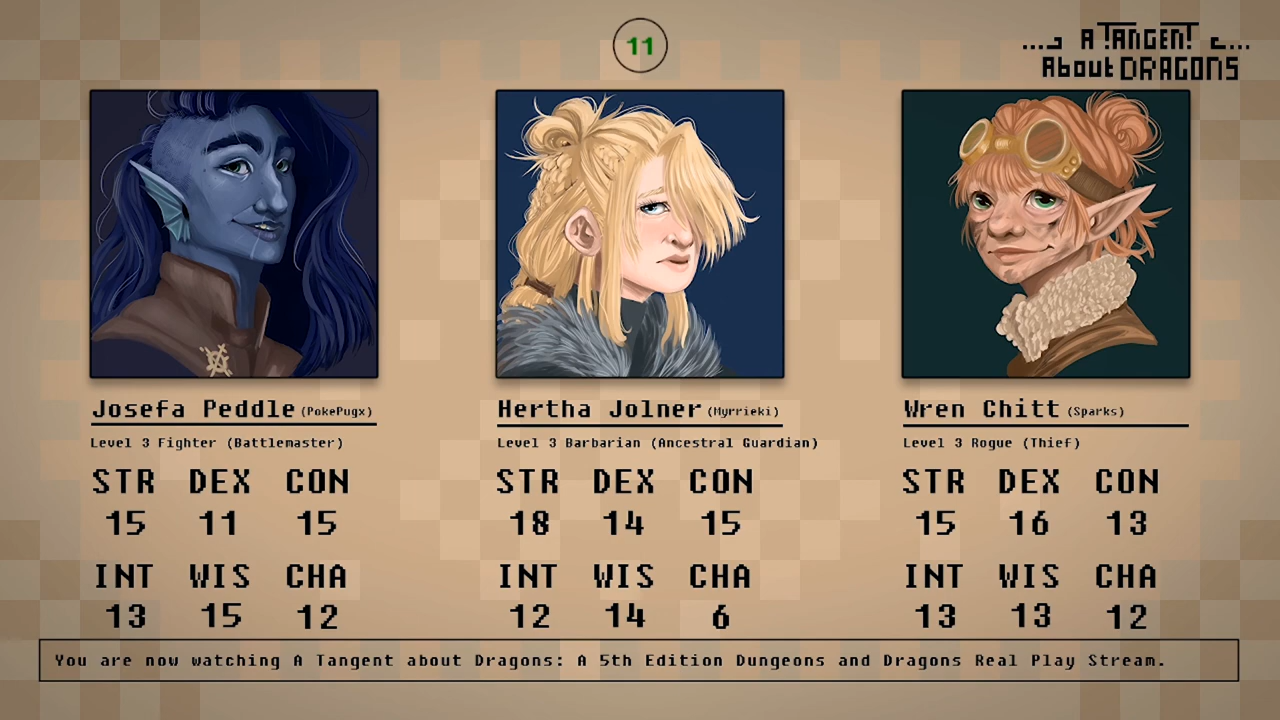 11
A TANGENT
About DRAGONS
Josefa Peddle (PokePugx)
Level 3 Fighter (Battlemaster)
STR DEX CON
15 11 15
INT WIS CHA
13 15 12
Hertha Jolner (Myrrieki)
Level 3 Barbarian (Ancestral Guardian)
STR DEX CON
18 14 15
INT WIS CHA
12 14 6
Wren Chitt (Sparks)
Level 3 Rogue (Thief)
STR DEX CON
15 16 13
INT WIS CHA
13 13 12
You are now watching A Tangent about Dragons: A 5th Edition Dungeons and Dragons Real Play Stream.